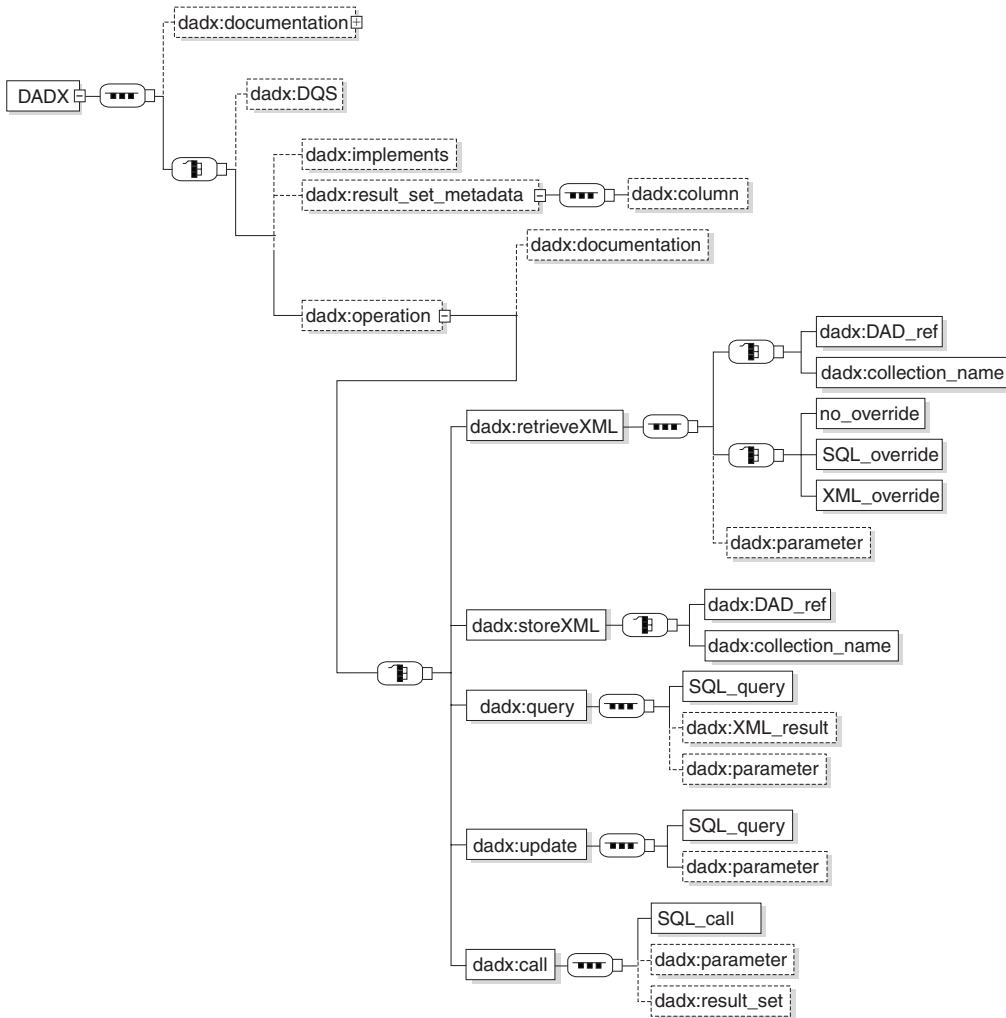 dadx:documentation
DADX
dadx:DQS
dadx:implements
dadx:result_set_metadata
dadx:column
dadx:documentation
dadx:operation
dadx:DAD_ref
dadx:collection_name
dadx:retrieveXML
no_override
SQL_override
XML_override
dadx:parameter
dadx:storeXML
dadx:DAD_ref
dadx:collection_name
dadx:query
SQL_query
dadx:XML_result
dadx:parameter
dadx:update
SQL_query
dadx:parameter
dadx:call
SQL_call
dadx:parameter
dadx:result_set